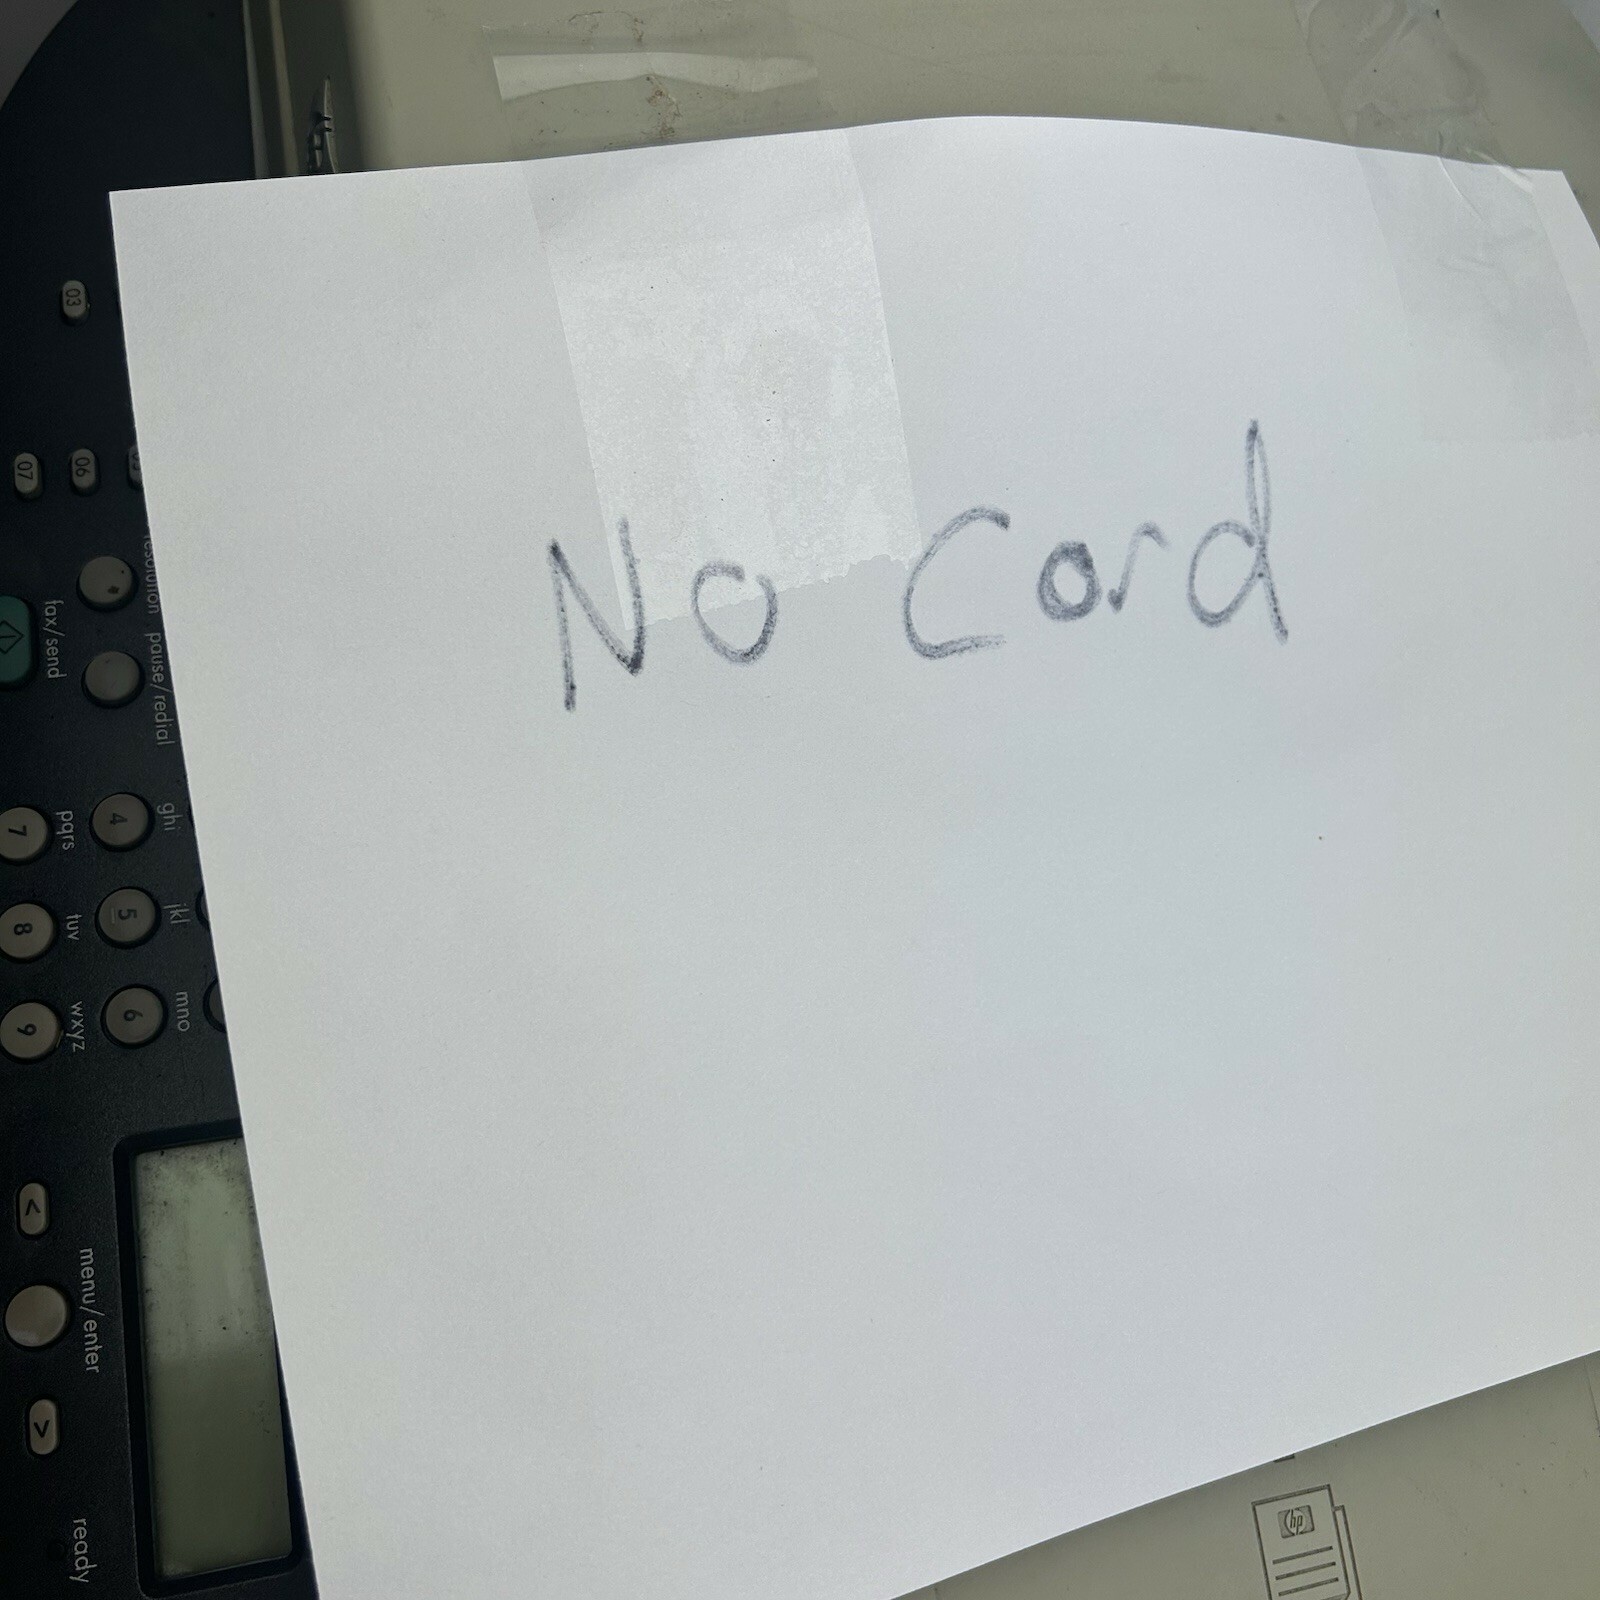 No Cord
03
07
06
resolution
fax/send
pause/redial
ghi
4
pqrs
7
jkl
5
tuv
8
mno
6
wxyz
9
<
menu/enter
>
ready
hp